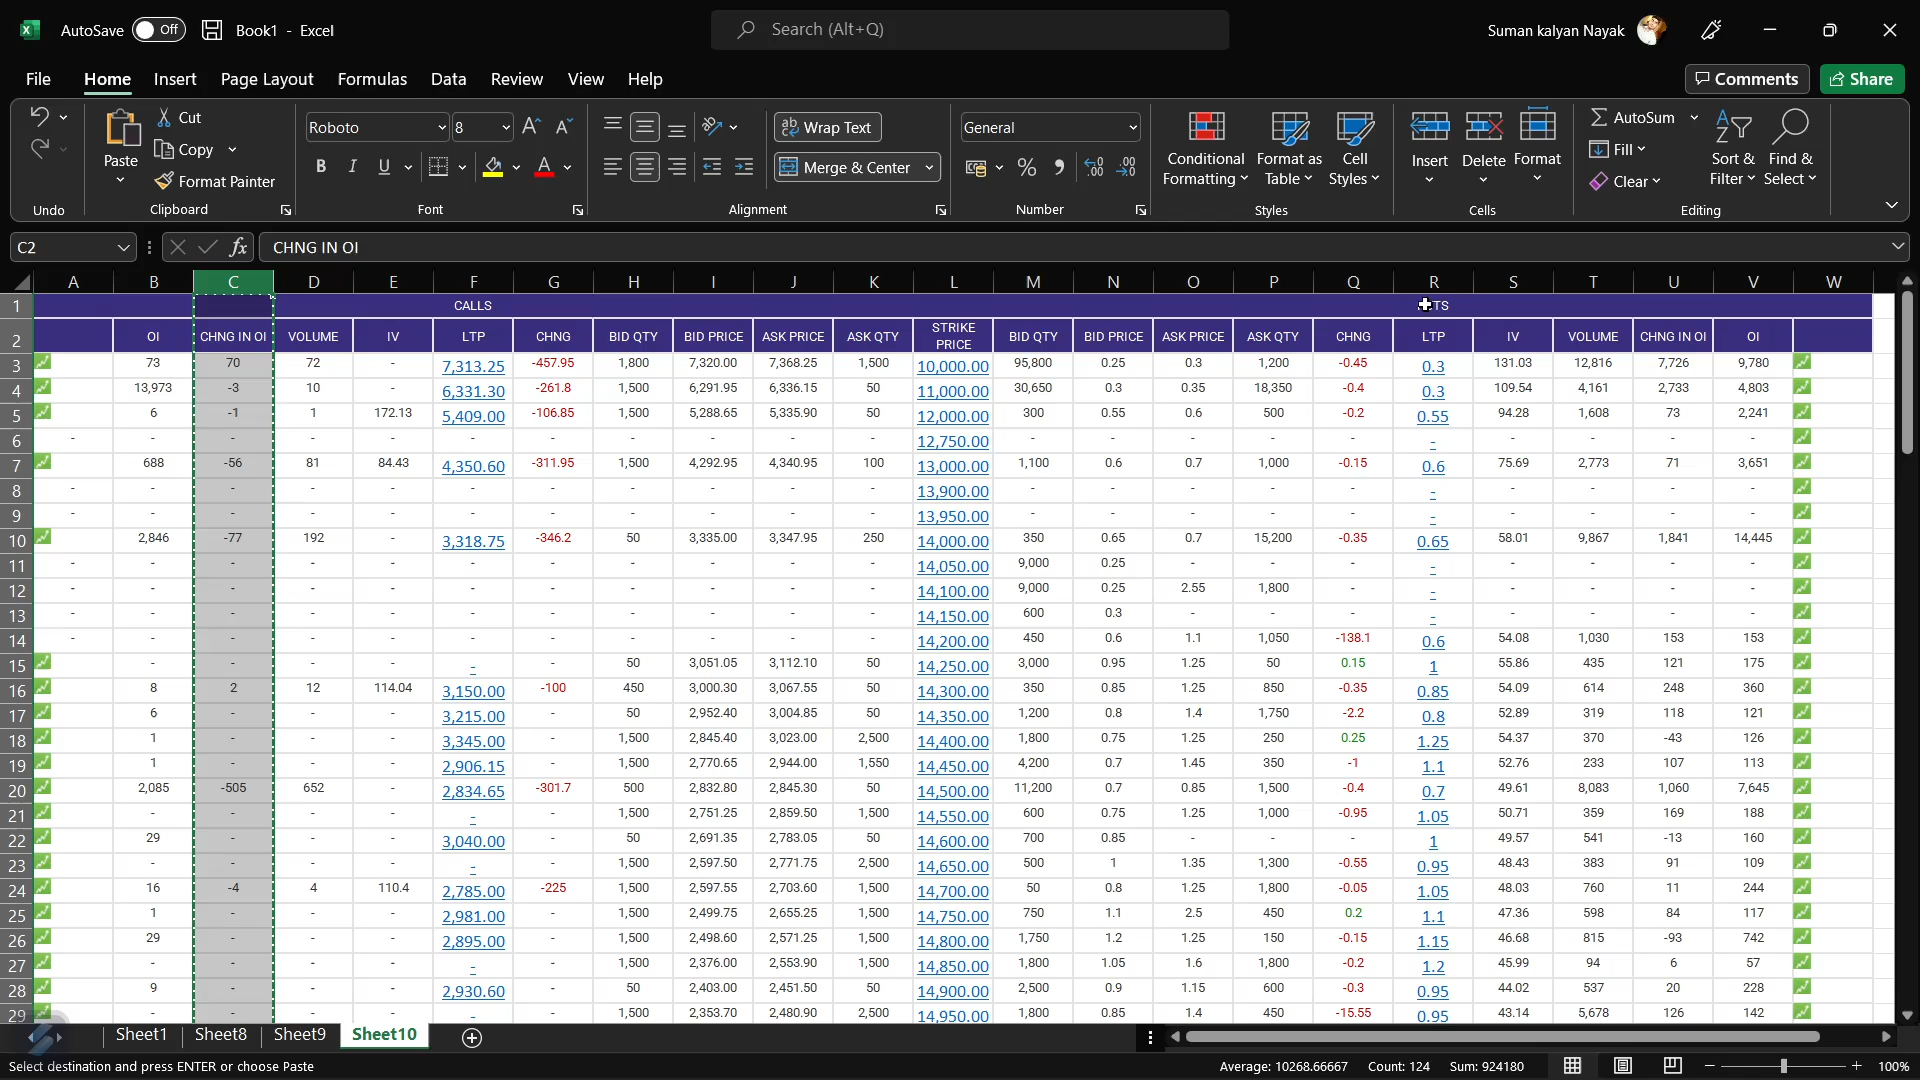 AutoSave Off Book1 - Excel Search (Alt+Q) Suman kalyan Nayak
File Home Insert Page Layout Formulas Data Review View Help Comments Share
Paste Cut Copy Format Painter Roboto 8 Wrap Text Merge & Center General Conditional Formatting Format as Table Cell Styles Insert Delete Format AutoSum Fill Clear Sort & Filter Find & Select
Undo Clipboard Font Alignment Number Styles Cells Editing
C2 fx CHNG IN OI
A B C D E F G H I J K L M N O P Q R S T U V W
1 CALLS TS
2 OI CHNG IN OI VOLUME IV LTP CHNG BID QTY BID PRICE ASK PRICE ASK QTY STRIKE PRICE BID QTY BID PRICE ASK PRICE ASK QTY CHNG LTP IV VOLUME CHNG IN OI OI
3 73 70 72 - 7,313.25 -457.95 1,800 7,320.00 7,368.25 1,500 10,000.00 95,800 0.25 0.3 1,200 -0.45 0.3 131.03 12,816 7,726 9,780
4 13,973 -3 10 - 6,331.30 -261.8 1,500 6,291.95 6,336.15 50 11,000.00 30,650 0.3 0.35 18,350 -0.4 0.3 109.54 4,161 2,733 4,803
5 6 -1 1 172.13 5,409.00 -106.85 1,500 5,288.65 5,335.90 50 12,000.00 300 0.55 0.6 500 -0.2 0.55 94.28 1,608 73 2,241
6 - - - - - - - - - - - 12,750.00 - - - - - - - - - -
7 688 -56 81 84.43 4,350.60 -311.95 1,500 4,292.95 4,340.95 100 13,000.00 1,100 0.6 0.7 1,000 -0.15 0.6 75.69 2,773 71 3,651
8 - - - - - - - - - - - 13,900.00 - - - - - - - - - -
9 - - - - - - - - - - - 13,950.00 - - - - - - - - - -
10 2,846 -77 192 - 3,318.75 -346.2 50 3,335.00 3,347.95 250 14,000.00 350 0.65 0.7 15,200 -0.35 0.65 58.01 9,867 1,841 14,445
11 - - - - - - - - - - - 14,050.00 9,000 0.25 - - - - - - - -
12 - - - - - - - - - - - 14,100.00 9,000 0.25 2.55 1,800 - - - - - -
13 - - - - - - - - - - - 14,150.00 600 0.3 - - - - - - - -
14 - - - - - - - - - - - 14,200.00 450 0.6 1.1 1,050 -138.1 0.6 54.08 1,030 153 153
15 - - - - - - 50 3,051.05 3,112.10 50 14,250.00 3,000 0.95 1.25 50 0.15 1 55.86 435 121 175
16 8 2 12 114.04 3,150.00 -100 450 3,000.30 3,067.55 50 14,300.00 350 0.85 1.25 850 -0.35 0.85 54.09 614 248 360
17 6 - - - 3,215.00 - 50 2,952.40 3,004.85 50 14,350.00 1,200 0.8 1.4 1,750 -2.2 0.8 52.89 319 118 121
18 1 - - - 3,345.00 - 1,500 2,845.40 3,023.00 2,500 14,400.00 1,800 0.75 1.25 250 0.25 1.25 54.37 370 -43 126
19 1 - - - 2,906.15 - 1,500 2,770.65 2,944.00 1,550 14,450.00 4,200 0.7 1.45 350 -1 1.1 52.76 233 107 113
20 2,085 -505 652 - 2,834.65 -301.7 500 2,832.80 2,845.30 50 14,500.00 11,200 0.7 0.85 1,500 -0.4 0.7 49.61 8,083 1,060 7,645
21 - - - - - - 1,500 2,751.25 2,859.50 1,500 14,550.00 600 0.75 1.25 1,000 -0.95 1.05 50.71 359 169 188
22 29 - - - 3,040.00 - 50 2,691.35 2,783.05 50 14,600.00 700 0.85 - - - 1 49.57 541 -13 160
23 - - - - - - 1,500 2,597.50 2,771.75 2,500 14,650.00 500 1 1.35 1,300 -0.55 0.95 48.43 383 91 109
24 16 -4 4 110.4 2,785.00 -225 1,500 2,597.55 2,703.60 1,500 14,700.00 50 0.8 1.25 1,800 -0.05 1.05 48.03 760 11 244
25 1 - - - 2,981.00 - 1,500 2,499.75 2,655.25 1,500 14,750.00 750 1.1 2.5 450 0.2 1.1 47.36 598 84 117
26 29 - - - 2,895.00 - 1,500 2,498.60 2,571.25 1,500 14,800.00 1,750 1.2 1.25 150 -0.15 1.15 46.68 815 -93 742
27 - - - - - - 1,500 2,376.00 2,553.90 1,500 14,850.00 1,800 1.05 1.6 1,800 -0.2 1.2 45.99 94 6 57
28 9 - - - 2,930.60 - 50 2,403.00 2,451.50 50 14,900.00 2,500 0.9 1.15 600 -0.3 0.95 44.02 537 20 228
29 - - - - - - 1,500 2,353.70 2,480.90 2,500 14,950.00 1,800 0.85 1.4 450 -15.55 0.95 43.14 5,678 126 142
Sheet1 Sheet8 Sheet9 Sheet10
Select destination and press ENTER or choose Paste Average: 10268.66667 Count: 124 Sum: 924180 100%